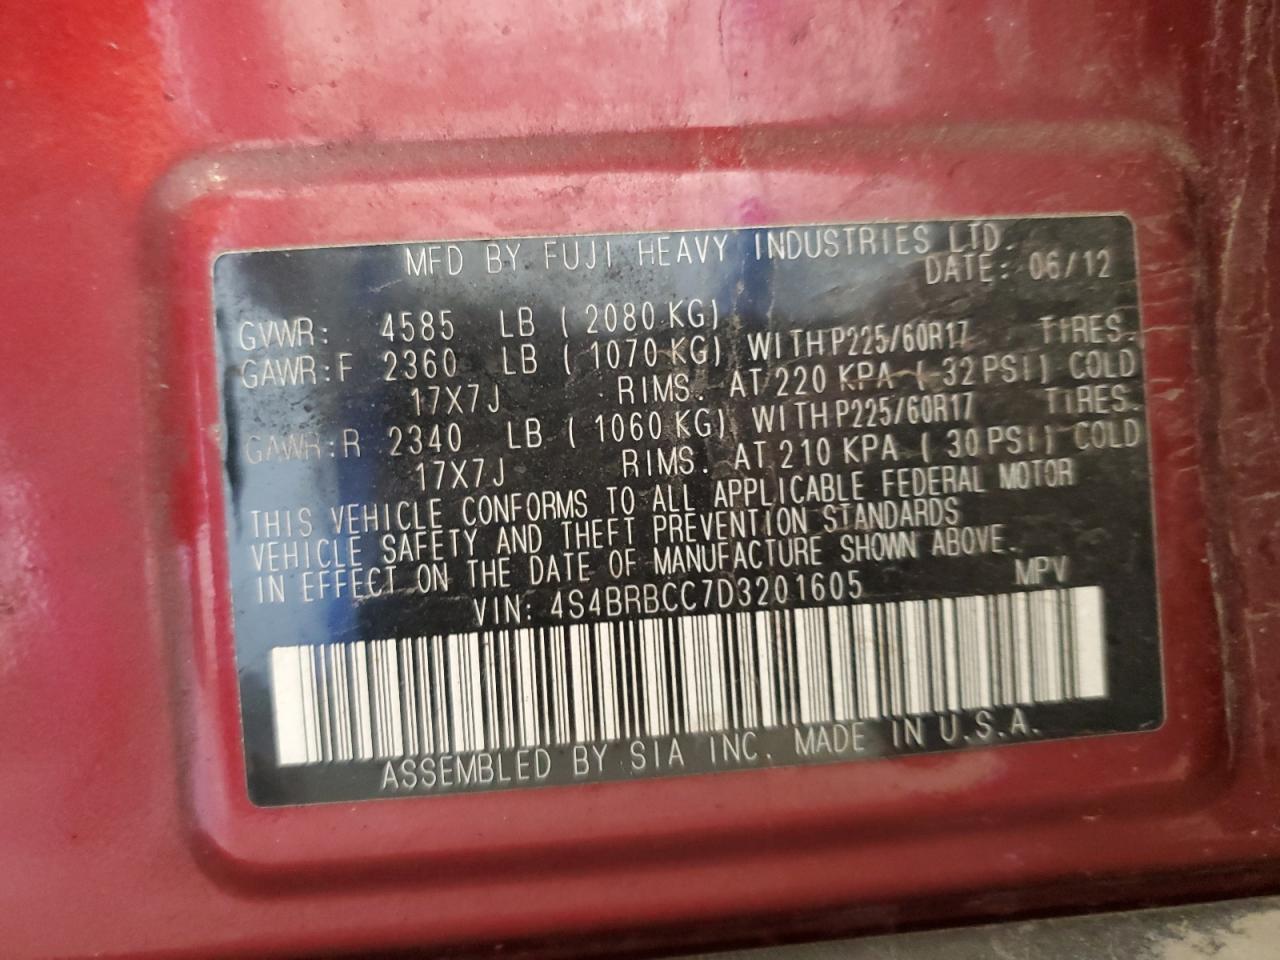 MFD BY FUJI HEAVY INDUSTRIES LTD.
DATE: 06/12
GVWR: 4585 LB ( 2080 KG)
GAWR:F 2360 LB ( 1070 KG) WITH P225/60R17 TIRES.
17X7J RIMS. AT 220 KPA ( 32 PSI) COLD
GAWR:R 2340 LB ( 1060 KG) WITH P225/60R17 TIRES.
17X7J RIMS. AT 210 KPA ( 30 PSI) COLD
THIS VEHICLE CONFORMS TO ALL APPLICABLE FEDERAL MOTOR
VEHICLE SAFETY AND THEFT PREVENTION STANDARDS
IN EFFECT ON THE DATE OF MANUFACTURE SHOWN ABOVE.
VIN: 4S4BRBCC7D3201605 MPV
ASSEMBLED BY SIA INC. MADE IN U.S.A.